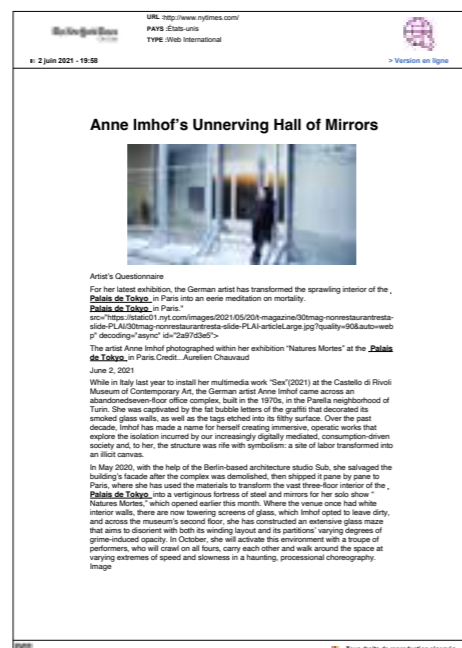 The New York Times
URL :http://www.nytimes.com/
PAYS :États-unis
TYPE :Web International
2 juin 2021 - 19:58
> Version en ligne
Anne Imhof's Unnerving Hall of Mirrors
Artist's Questionnaire
For her latest exhibition, the German artist has transformed the sprawling interior of the
Palais de Tokyo in Paris into an eerie meditation on mortality.
Palais de Tokyo in Paris."
src="https://static01.nyt.com/images/2021/05/20/t-magazine/30tmag-nonrestaurantresta-
slide-PLAI/30tmag-nonrestaurantresta-slide-PLAI-articleLarge.jpg?quality=90&auto=web
p" decoding="async" id="2a97d3e5">
The artist Anne Imhof photographed within her exhibition "Natures Mortes" at the Palais
de Tokyo in Paris.Credit...Aurelien Chauvaud
June 2, 2021
While in Italy last year to install her multimedia work "Sex"(2021) at the Castello di Rivoli
Museum of Contemporary Art, the German artist Anne Imhof came across an
abandonedseven-floor office complex, built in the 1970s, in the Parella neighborhood of
Turin. She was captivated by the fat bubble letters of the graffiti that decorated its
smoked glass walls, as well as the tags etched into its filthy surface. Over the past
decade, Imhof has made a name for herself creating immersive, operatic works that
explore the isolation incurred by our increasingly digitally mediated, consumption-driven
society and, to her, the structure was rife with symbolism: a site of labor transformed into
an illicit canvas.
In May 2020, with the help of the Berlin-based architecture studio Sub, she salvaged the
building's facade after the complex was demolished, then shipped it pane by pane to
Paris, where she has used the materials to transform the vast three-floor interior of the
Palais de Tokyo into a vertiginous fortress of steel and mirrors for her solo show "
Natures Mortes," which opened earlier this month. Where the venue once had white
interior walls, there are now towering screens of glass, which Imhof opted to leave dirty,
and across the museum's second floor, she has constructed an extensive glass maze
that aims to disorient with both its winding layout and its partitions' varying degrees of
grime-induced opacity. In October, she will activate this environment with a troupe of
performers, who will crawl on all fours, carry each other and walk around the space at
varying extremes of speed and slowness in a haunting, processional choreography.
Image
Tous droits de reproduction réservés